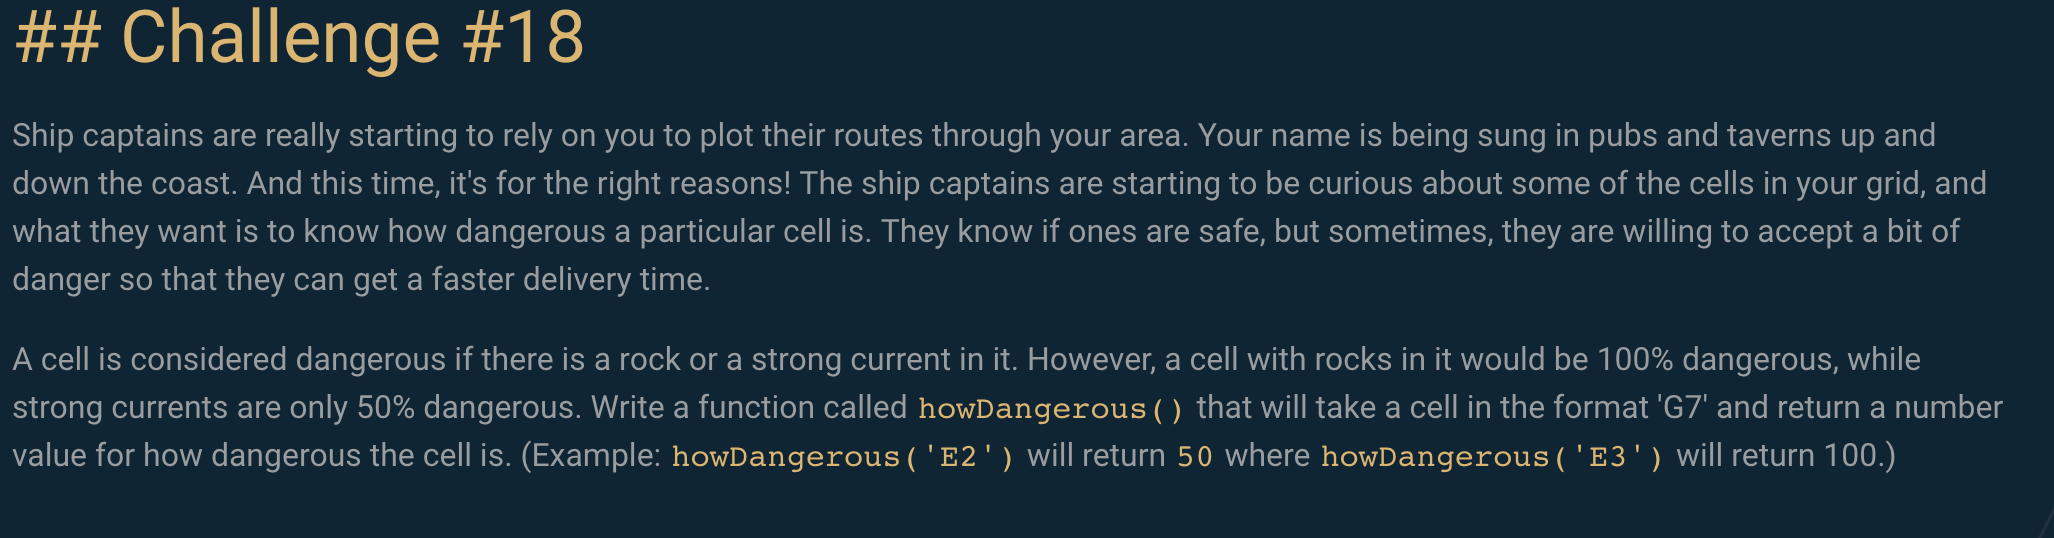 ## Challenge #18
Ship captains are really starting to rely on you to plot their routes through your area. Your name is being sung in pubs and taverns up and
down the coast. And this time, it's for the right reasons! The ship captains are starting to be curious about some of the cells in your grid, and
what they want is to know how dangerous a particular cell is. They know if ones are safe, but sometimes, they are willing to accept a bit of
danger so that they can get a faster delivery time.
A cell is considered dangerous if there is a rock or a strong current in it. However, a cell with rocks in it would be 100% dangerous, while
strong currents are only 50% dangerous. Write a function called howDangerous() that will take a cell in the format 'G7' and return a number
value for how dangerous the cell is. (Example: howDangerous('E2') will return 50 where howDangerous('E3') will return 100.)